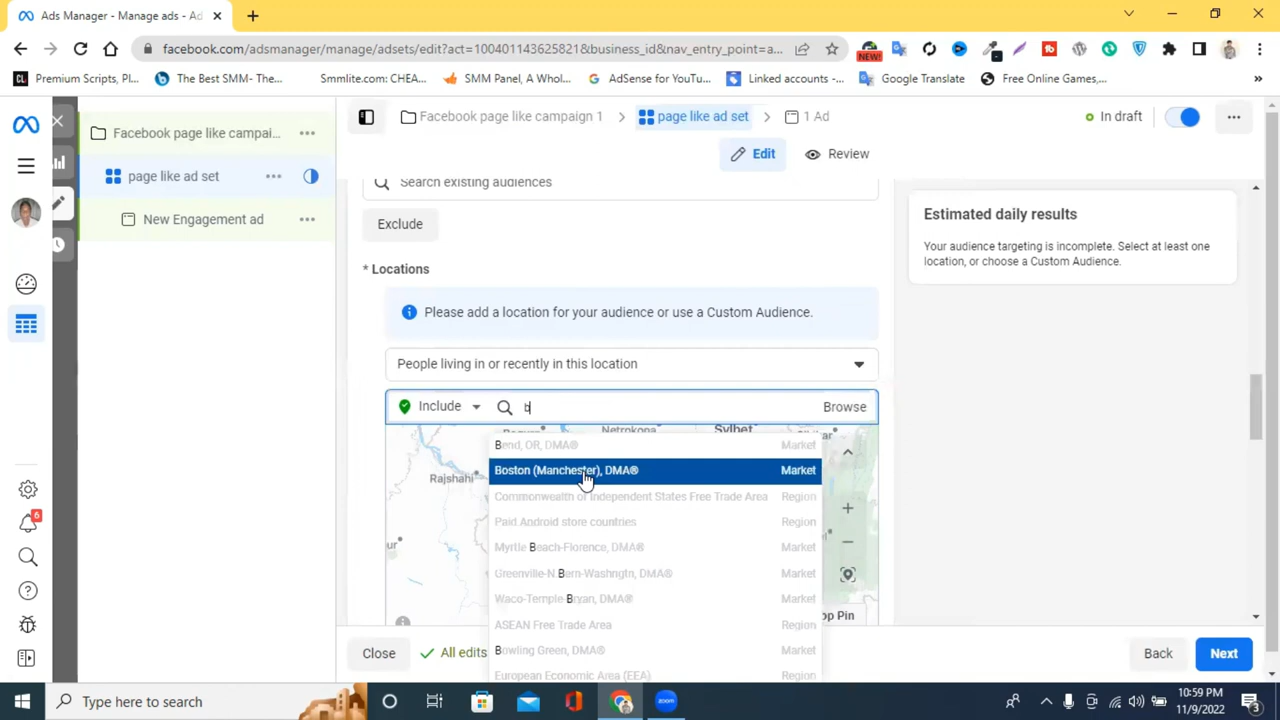 Ads Manager - Manage ads - Ad
facebook.com/adsmanager/manage/adsets/edit?act=100401143625821&business_id&nav_entry_point=a...
NEW!
CL Premium Scripts, Pl...
The Best SMM- The...
Smmlite.com: CHEA...
SMM Panel, A Whol...
AdSense for YouTu...
Linked accounts -...
Google Translate
Free Online Games,...
»
Facebook page like campai...
page like ad set
New Engagement ad
Facebook page like campaign 1
page like ad set
1 Ad
In draft
Edit
Review
Search existing audiences
Exclude
* Locations
Please add a location for your audience or use a Custom Audience.
People living in or recently in this location
Include
b
Browse
Netrokona
Sylhet
Rajshahi
Bend, OR, DMA® Market
Boston (Manchester), DMA® Market
Commonwealth of Independent States Free Trade Area Region
Paid Android store countries Region
Myrtle Beach-Florence, DMA® Market
Greenville-N.Bern-Washngtn, DMA® Market
Waco-Temple-Bryan, DMA® Market
ASEAN Free Trade Area Region
Bowling Green, DMA® Market
European Economic Area (EEA) Region
op Pin
Estimated daily results
Your audience targeting is incomplete. Select at least one
location, or choose a Custom Audience.
6
Close
All edits
Back
Next
Type here to search
zoom
10:59 PM
11/9/2022
3